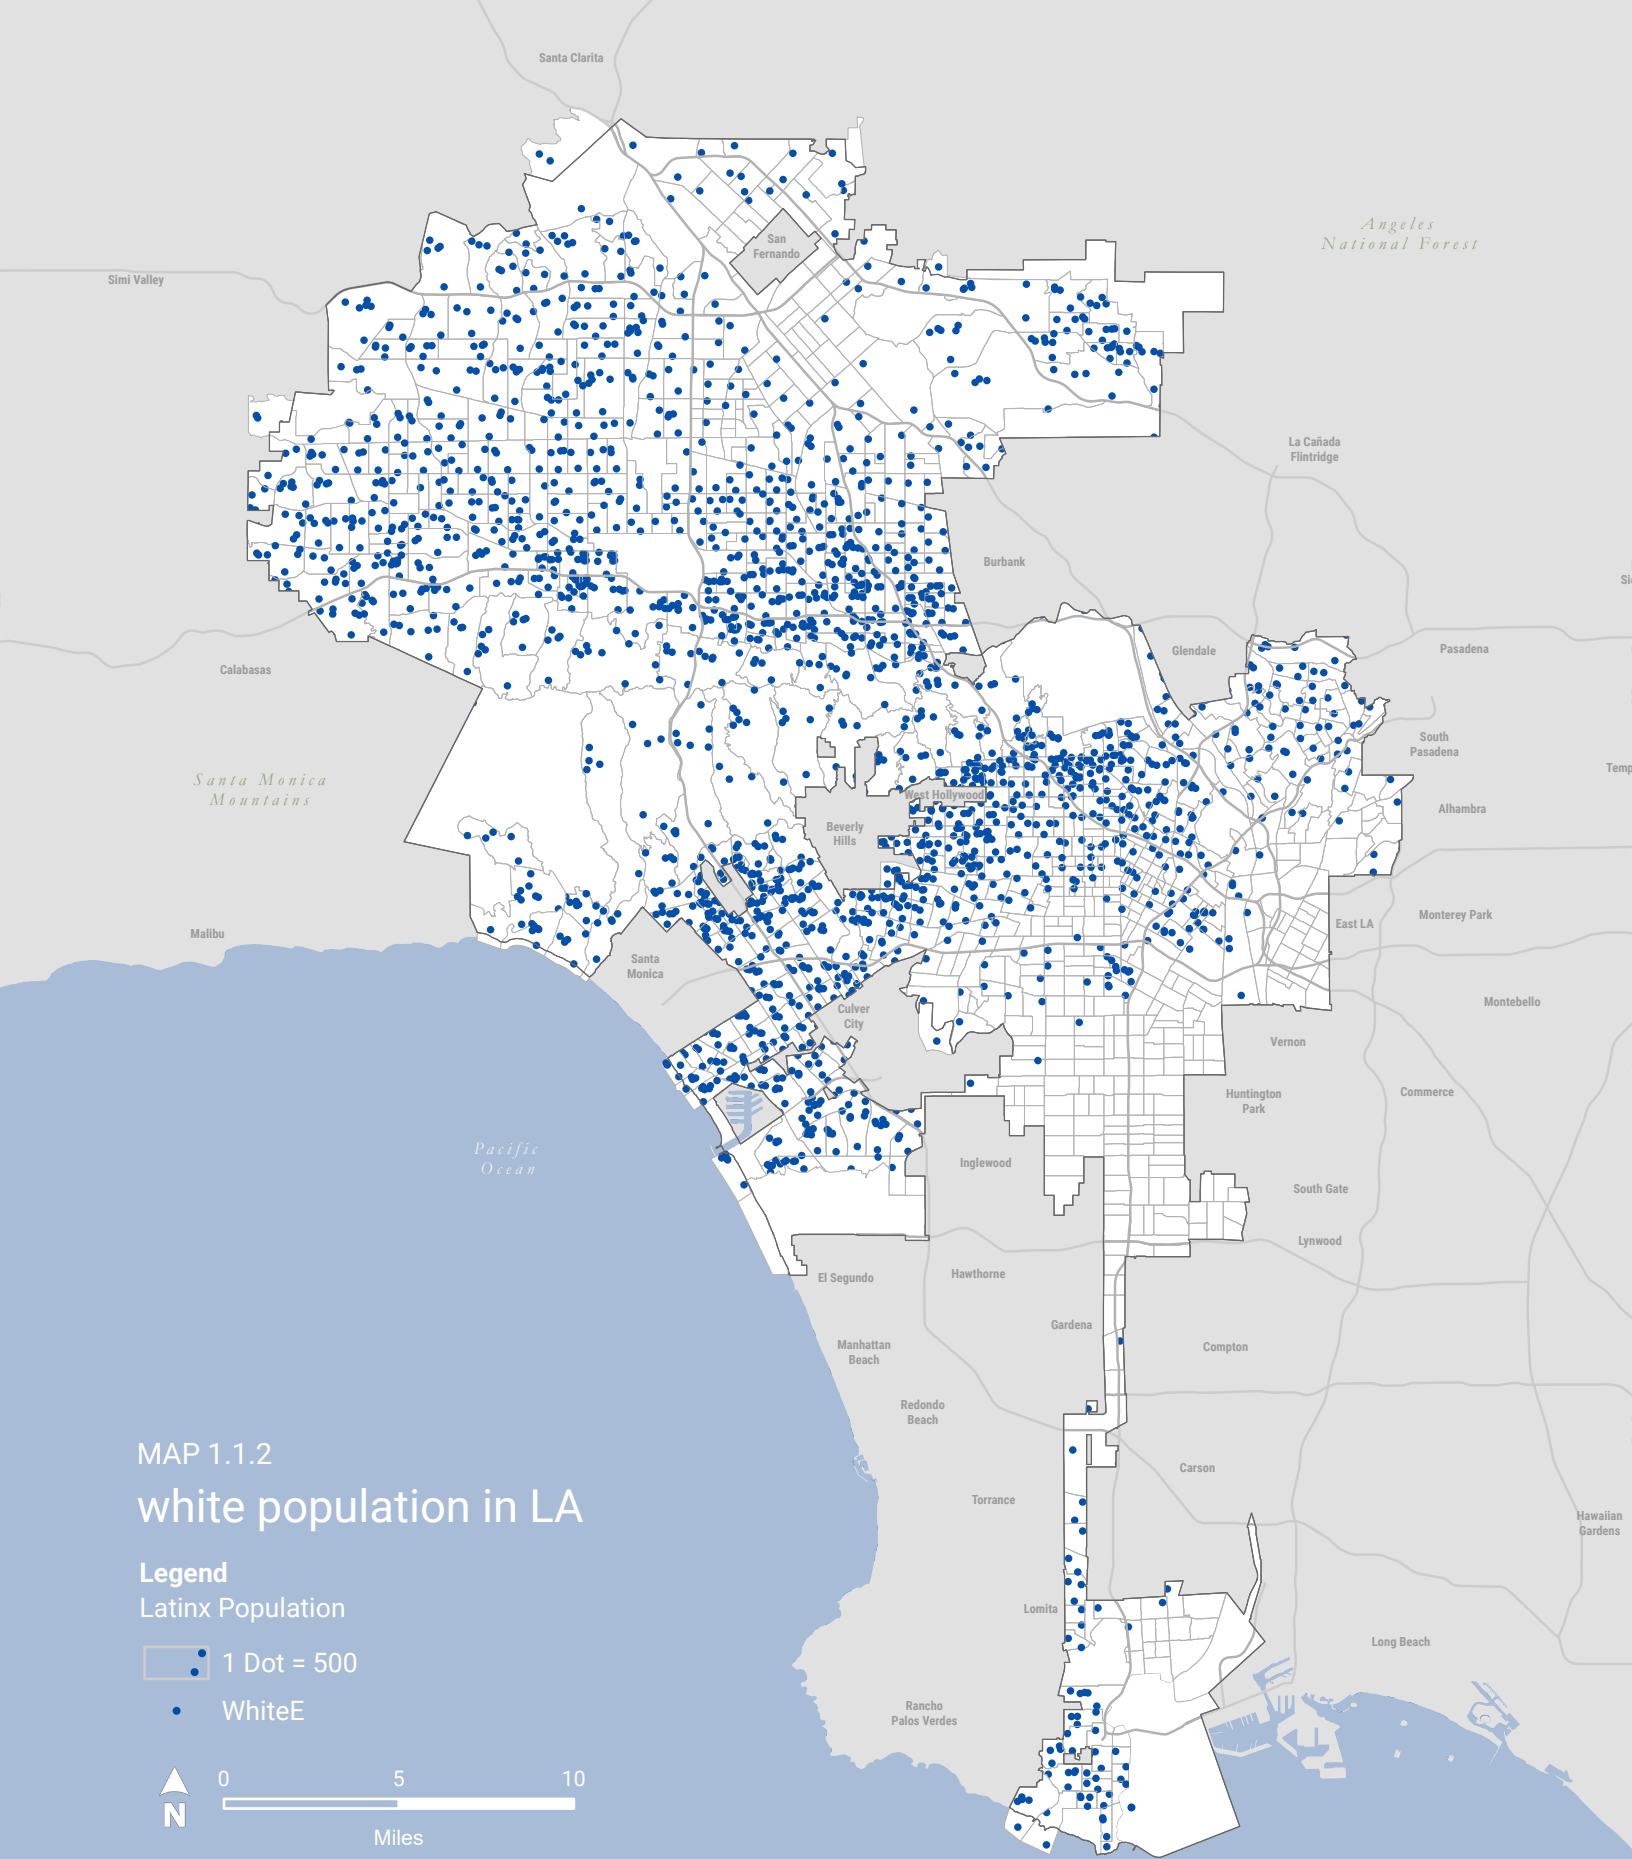 Santa Clarita
Angeles
National Forest
San
Fernando
Simi Valley
La Cañada
Flintridge
Burbank
Si
Glendale
Pasadena
Calabasas
South
Pasadena
Temp
Santa Monica
Mountains
West Hollywood
Alhambra
Beverly
Hills
East LA
Monterey Park
Malibu
Santa
Monica
Montebello
Culver
City
Vernon
Huntington
Park
Commerce
Pacific
Ocean
Inglewood
South Gate
Lynwood
El Segundo
Hawthorne
Gardena
Compton
Manhattan
Beach
Redondo
Beach
MAP 1.1.2
white population in LA
Carson
Torrance
Hawaiian
Gardens
Legend
Latinx Population
Lomita
Long Beach
1 Dot = 500
WhiteE
Rancho
Palos Verdes
0 5 10
N
Miles